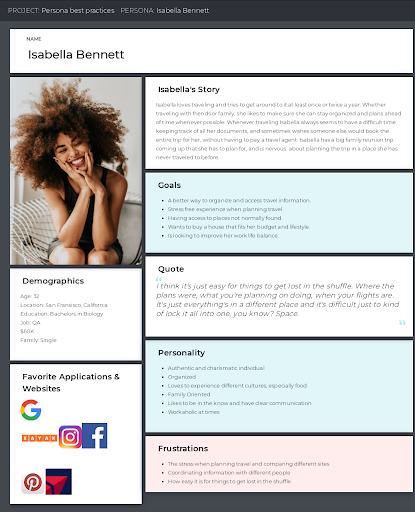 PROJECT: Persona best practices PERSONA: Isabella Bennett
NAME
Isabella Bennett
Isabella's Story
Isabella loves traveling and tries to get around to it at least once or twice a year. Whether
traveling with friends or family, she likes to make sure she can stay organized and plans ahead
of time whenever possible. Whenever traveling Isabella always seems to have a difficult time
keeping track of all her documents, and sometimes wishes someone else would book the
entire trip for her, without having to pay a travel agent. Isabella has a big family reunion trip
coming up that she has to plan for, and is nervous about planning the trip in a place she has
never traveled to before.
Goals
A better way to organize and access travel information.
Stress free experience when planning travel
Having access to places not normally found.
Wants to buy a house that fits her budget and lifestyle.
Is looking to improve her work life balance.
Quote
“
I think it's just easy for things to get lost in the shuffle. Where the
plans were, what you're planning on doing, when your flights are.
It's just everything's in a different place and it's difficult just to kind
of lock it all into one, you know? Space.
”
Demographics
Age: 32
Location: San Fransisco, California
Education: Bachelors in Biology
Job: QA
$60K
Family: Single
Personality
Authentic and charismatic individual
Organized
Loves to experience different cultures, especially food
Family Oriented
Likes to be in the know and have clear communication
Workaholic at times
Favorite Applications &
Websites
KAYAK
Frustrations
The stress when planning travel and comparing different sites
Coordinating with different people
How easy it is for things to get lost in the shuffle